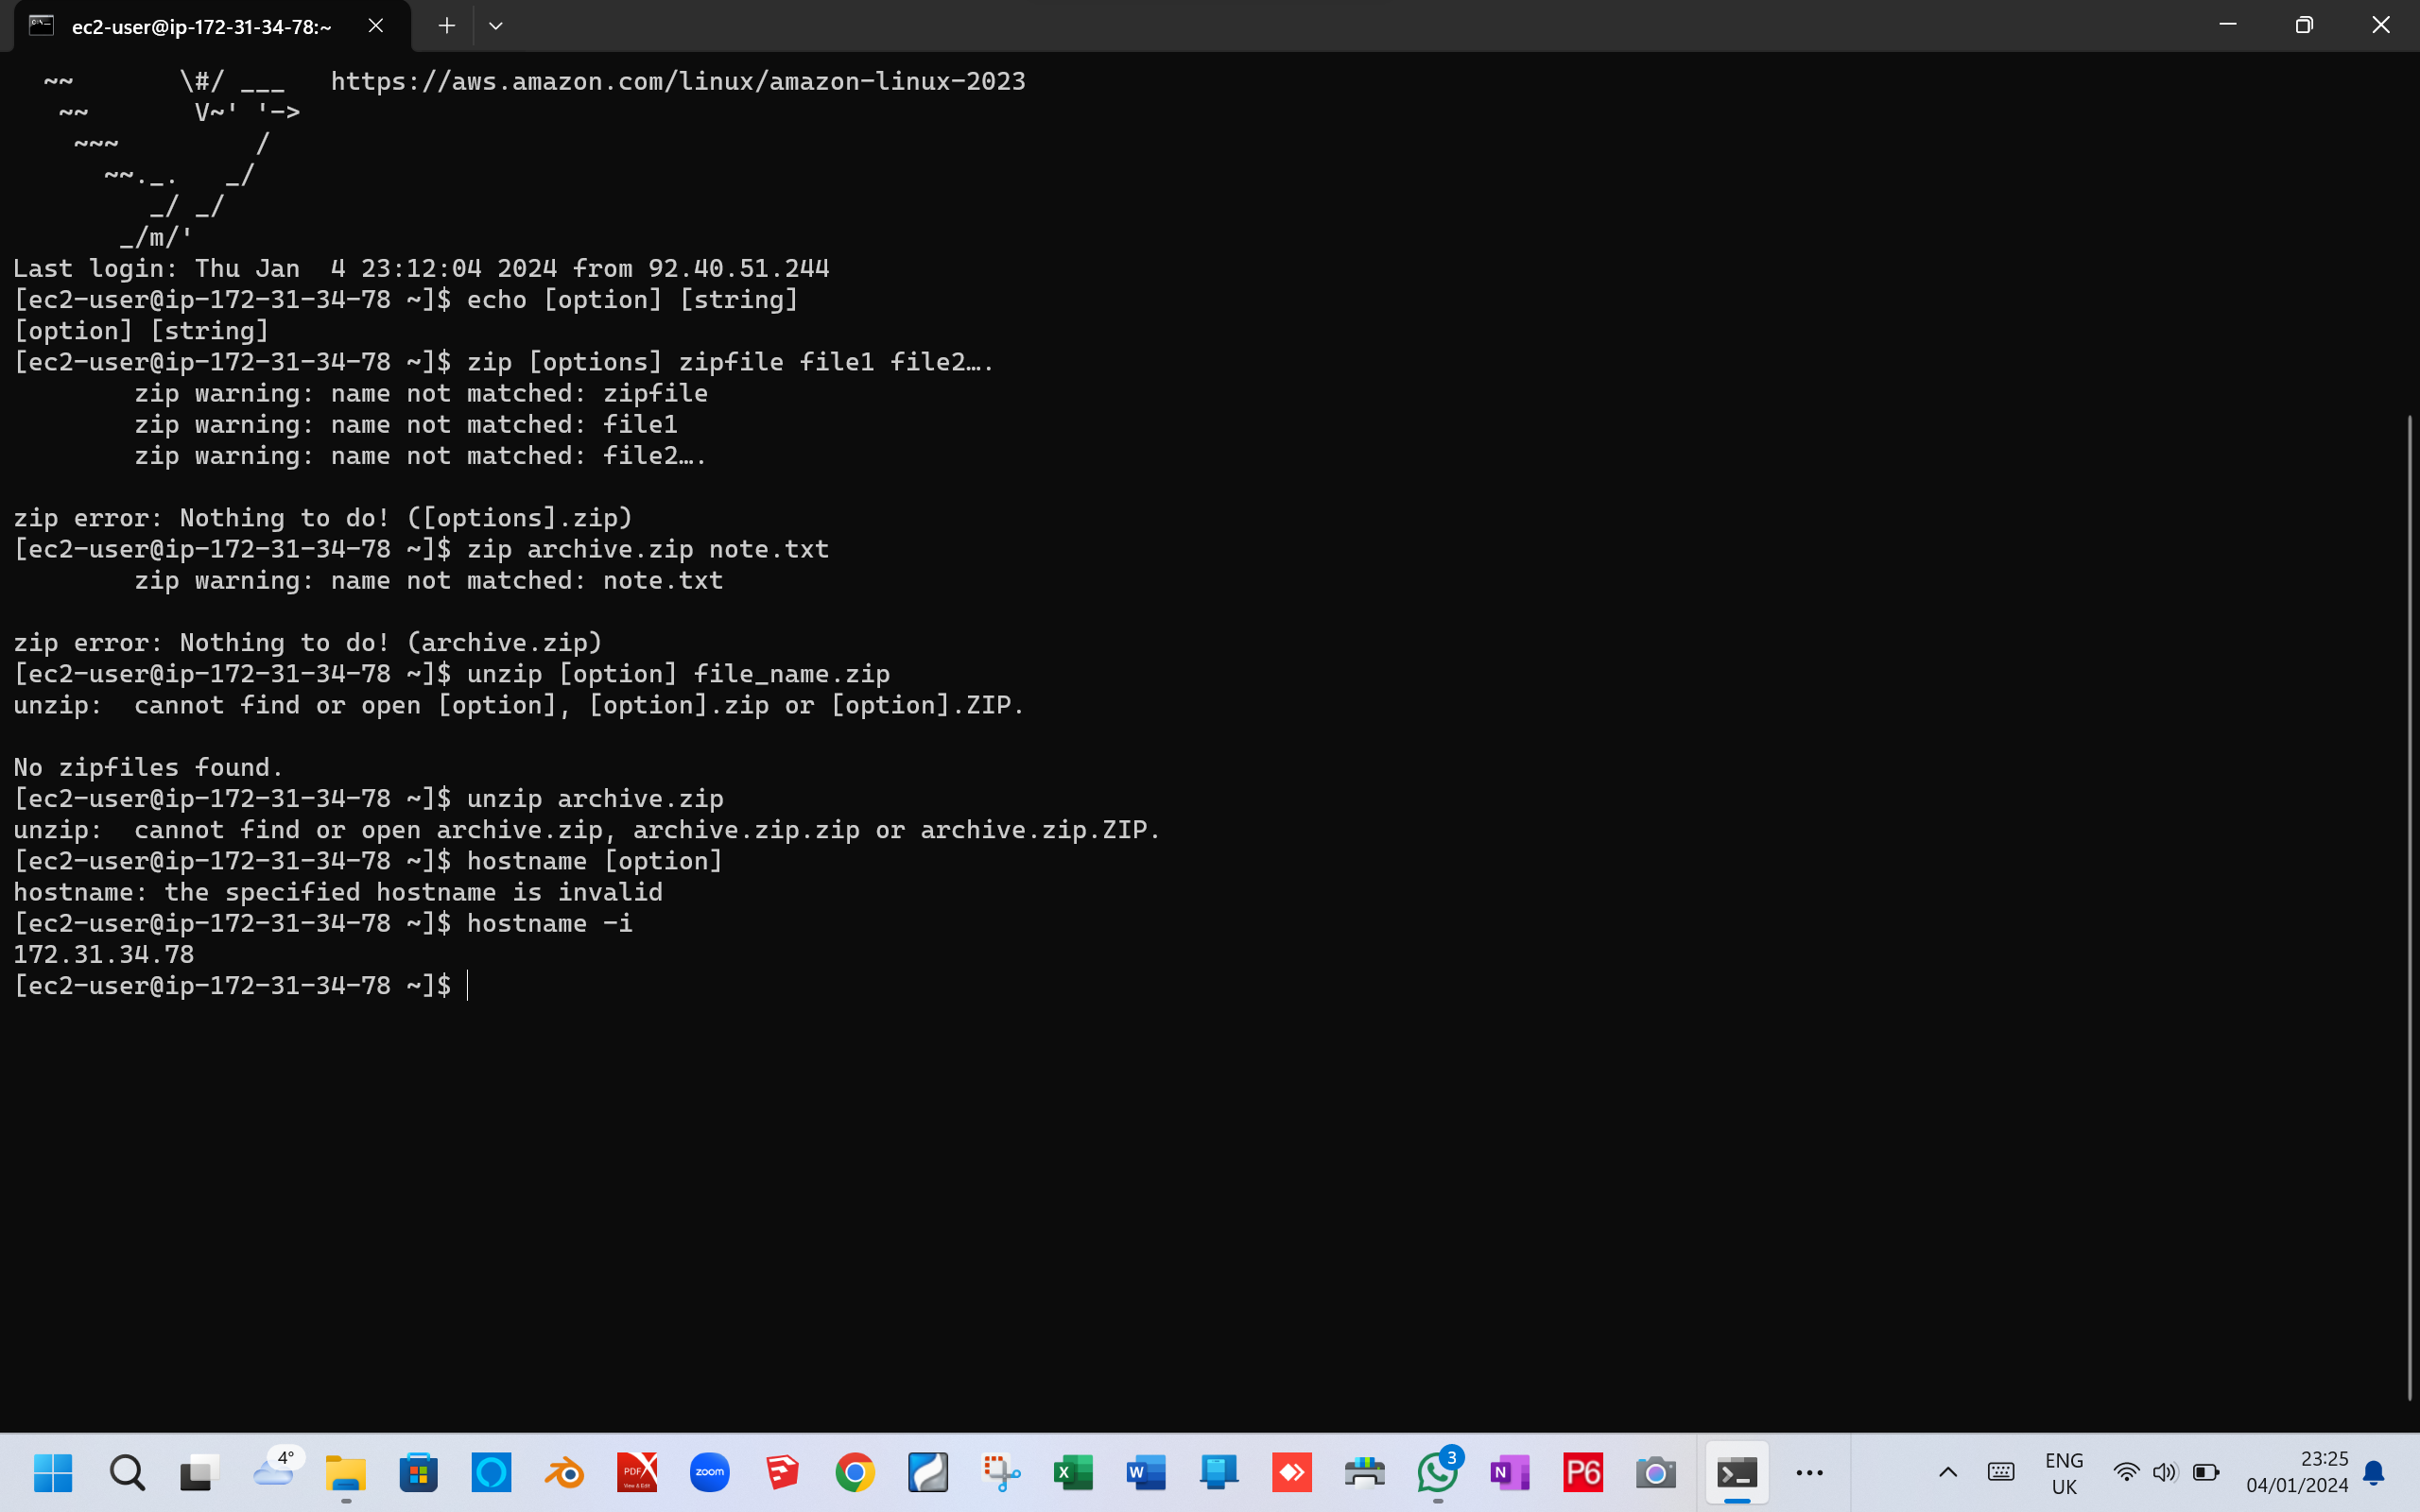 ec2-user@ip-172-31-34-78:~
~~       \#/ ___   https://aws.amazon.com/linux/amazon-linux-2023
~~       V~' '->
~~~         /
~~._.   _/
_/ _/
_/m/'
Last login: Thu Jan  4 23:12:04 2024 from 92.40.51.244
[ec2-user@ip-172-31-34-78 ~]$ echo [option] [string]
[option] [string]
[ec2-user@ip-172-31-34-78 ~]$ zip [options] zipfile file1 file2….
zip warning: name not matched: zipfile
zip warning: name not matched: file1
zip warning: name not matched: file2….
zip error: Nothing to do! ([options].zip)
[ec2-user@ip-172-31-34-78 ~]$ zip archive.zip note.txt
zip warning: name not matched: note.txt
zip error: Nothing to do! (archive.zip)
[ec2-user@ip-172-31-34-78 ~]$ unzip [option] file_name.zip
unzip:  cannot find or open [option], [option].zip or [option].ZIP.
No zipfiles found.
[ec2-user@ip-172-31-34-78 ~]$ unzip archive.zip
unzip:  cannot find or open archive.zip, archive.zip.zip or archive.zip.ZIP.
[ec2-user@ip-172-31-34-78 ~]$ hostname [option]
hostname: the specified hostname is invalid
[ec2-user@ip-172-31-34-78 ~]$ hostname -i
172.31.34.78
[ec2-user@ip-172-31-34-78 ~]$
4°
PDF
View & Edit
zoom
X
W
3
N
P6
ENG
UK
23:25
04/01/2024